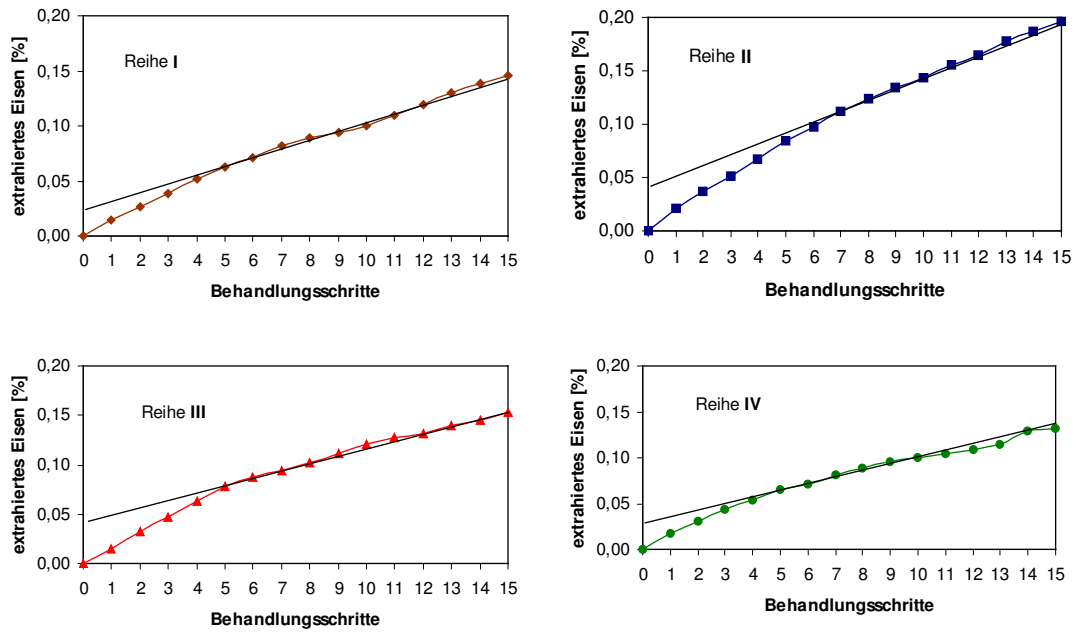 0,20
0,15
0,10
0,05
0,00
extrahiertes Eisen [%]
Reihe I
0 1 2 3 4 5 6 7 8 9 10 11 12 13 14 15
Behandlungsschritte
0,20
0,15
0,10
0,05
0,00
extrahiertes Eisen [%]
Reihe II
0 1 2 3 4 5 6 7 8 9 10 11 12 13 14 15
Behandlungsschritte
0,20
0,15
0,10
0,05
0,00
extrahiertes Eisen [%]
Reihe III
0 1 2 3 4 5 6 7 8 9 10 11 12 13 14 15
Behandlungsschritte
0,20
0,15
0,10
0,05
0,00
extrahiertes Eisen [%]
Reihe IV
0 1 2 3 4 5 6 7 8 9 10 11 12 13 14 15
Behandlungsschritte